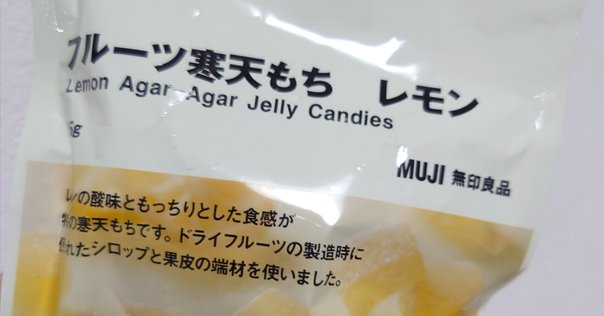 フルーツ寒天もち レモン
Lemon Agar-Agar Jelly Candies
5g
MUJI 無印良品
の酸味ともっちりとした食感が
の寒天もちです。ドライフルーツの製造時に
れたシロップと果皮の端材を使いました。